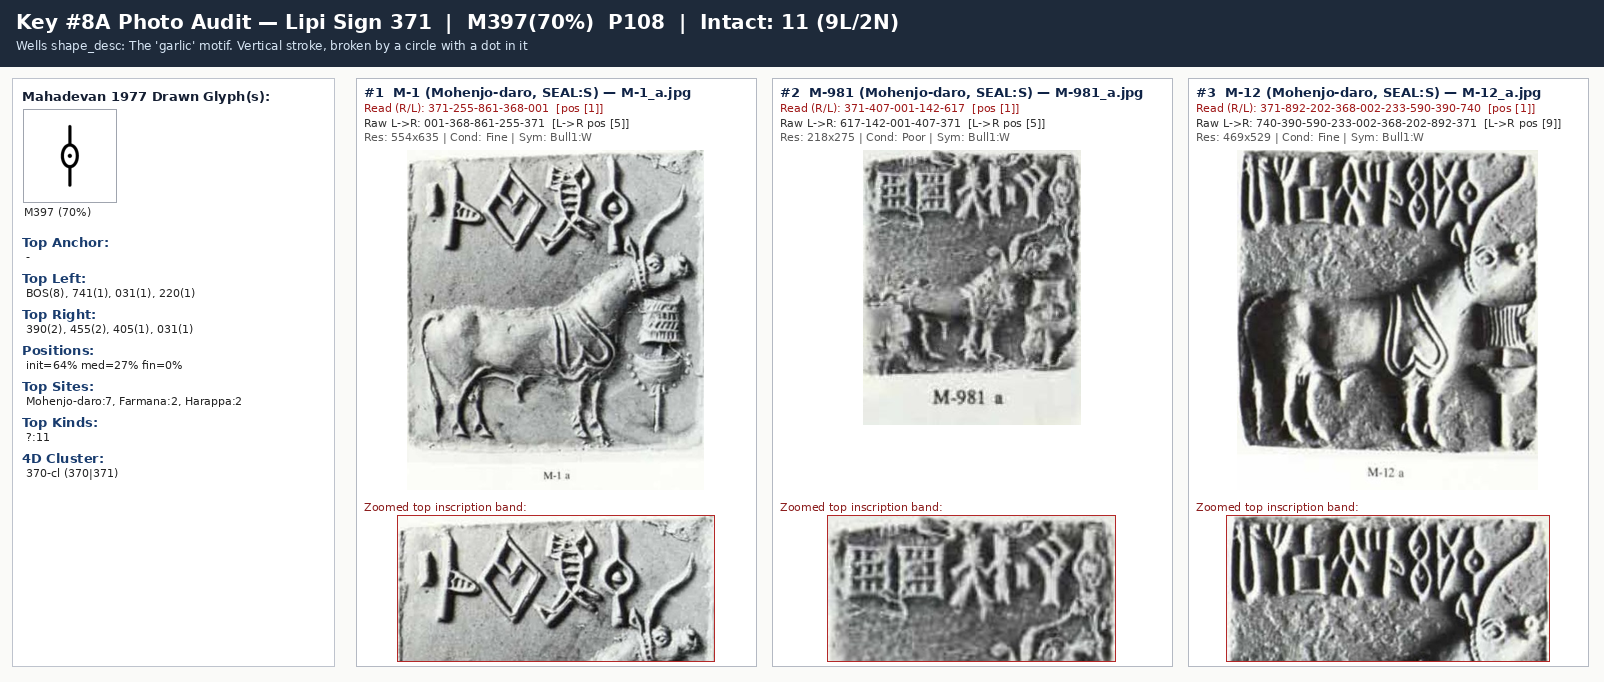 Key #8A Photo Audit — Lipi Sign 371 | M397(70%) P108 | Intact: 11 (9L/2N)
Wells shape_desc: The 'garlic' motif. Vertical stroke, broken by a circle with a dot in it
Mahadevan 1977 Drawn Glyph(s):
M397 (70%)
Top Anchor:
-
Top Left:
BOS(8), 741(1), 031(1), 220(1)
Top Right:
390(2), 455(2), 405(1), 031(1)
Positions:
init=64% med=27% fin=0%
Top Sites:
Mohenjo-daro:7, Farmana:2, Harappa:2
Top Kinds:
?:11
4D Cluster:
370-cl (370|371)
#1 M-1 (Mohenjo-daro, SEAL:S) — M-1_a.jpg
Read (R/L): 371-255-861-368-001 [pos [1]]
Raw L->R: 001-368-861-255-371 [L->R pos [5]]
Res: 554x635 | Cond: Fine | Sym: Bull1:W
M-1 a
Zoomed top inscription band:
#2 M-981 (Mohenjo-daro, SEAL:S) — M-981_a.jpg
Read (R/L): 371-407-001-142-617 [pos [1]]
Raw L->R: 617-142-001-407-371 [L->R pos [5]]
Res: 218x275 | Cond: Poor | Sym: Bull1:W
M-981 a
Zoomed top inscription band:
#3 M-12 (Mohenjo-daro, SEAL:S) — M-12_a.jpg
Read (R/L): 371-892-202-368-002-233-590-390-740 [pos [1]]
Raw L->R: 740-390-590-233-002-368-202-892-371 [L->R pos [9]]
Res: 469x529 | Cond: Fine | Sym: Bull1:W
M-12 a
Zoomed top inscription band: